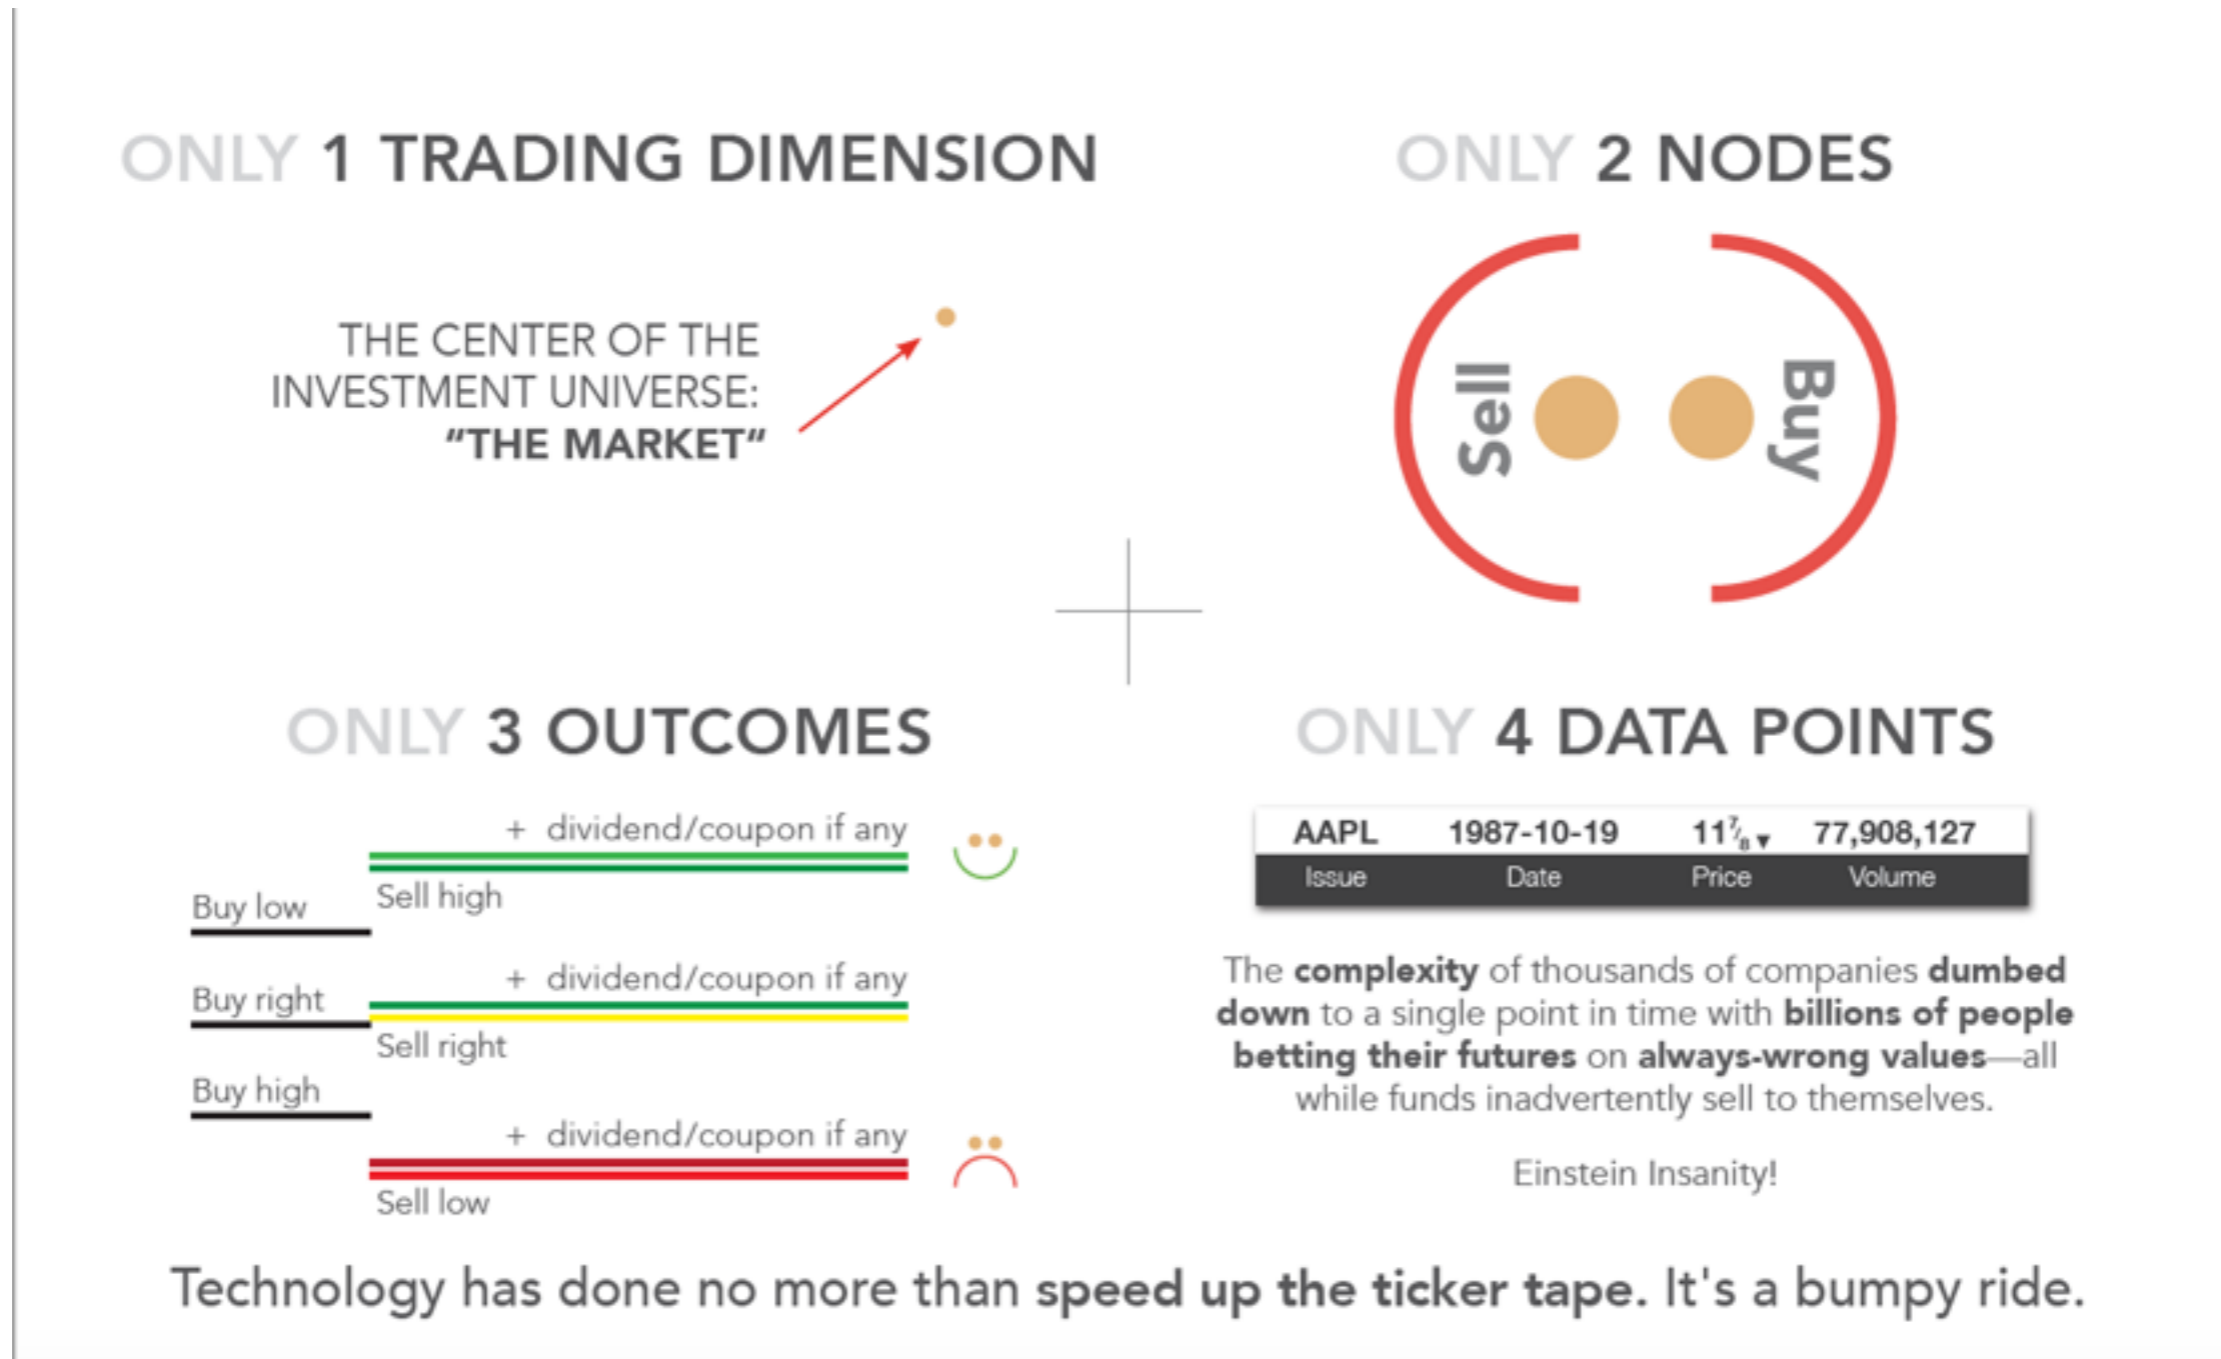 ONLY 1 TRADING DIMENSION
THE CENTER OF THE
INVESTMENT UNIVERSE:
“THE MARKET“
ONLY 2 NODES
Sell
Buy
ONLY 3 OUTCOMES
+ dividend/coupon if any
Sell high
Buy low
+ dividend/coupon if any
Buy right
Sell right
Buy high
+ dividend/coupon if any
Sell low
ONLY 4 DATA POINTS
AAPL 1987-10-19 11⅞▼ 77,908,127
Issue Date Price Volume
The complexity of thousands of companies dumbed
down to a single point in time with billions of people
betting their futures on always-wrong values—all
while funds inadvertently sell to themselves.
Einstein Insanity!
Technology has done no more than speed up the ticker tape. It's a bumpy ride.